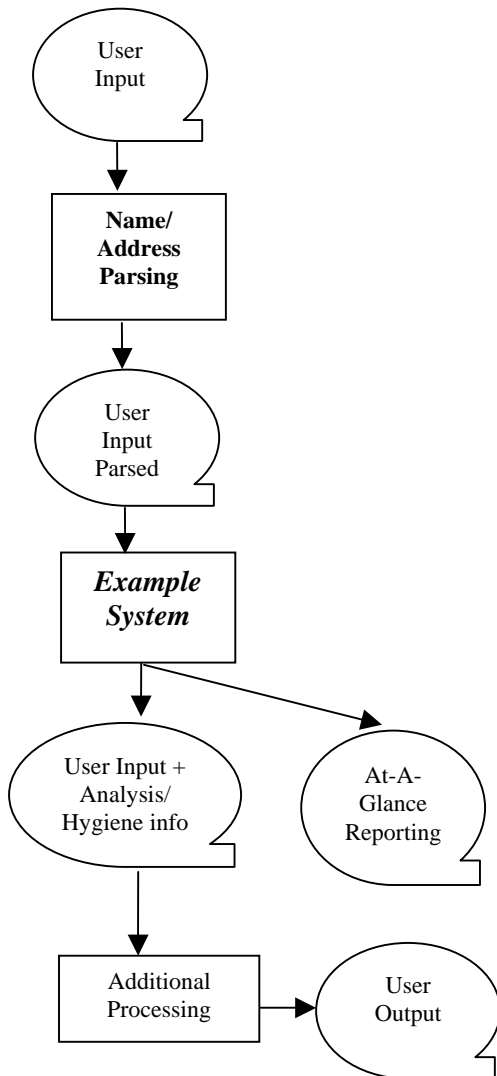 User
Input
Name/
Address
Parsing
User
Input
Parsed
Example
System
User Input +
Analysis/
Hygiene info
At-A-
Glance
Reporting
Additional
Processing
User
Output